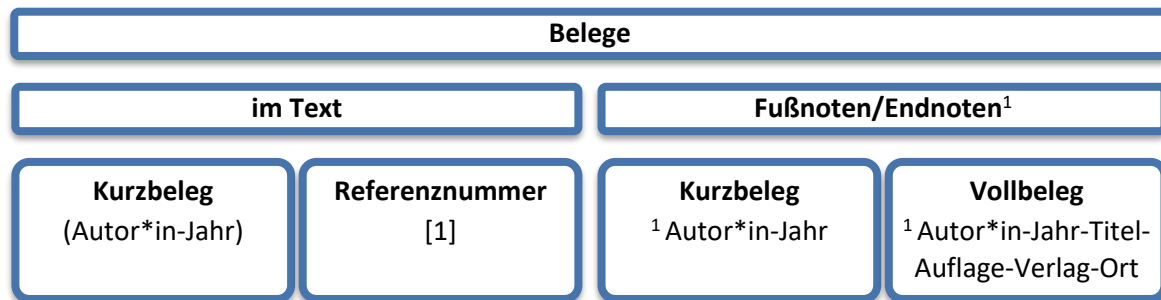 Belege
im Text
Fußnoten/Endnoten¹
Kurzbeleg
(Autor*in-Jahr)
Referenznummer
[1]
Kurzbeleg
¹ Autor*in-Jahr
Vollbeleg
¹ Autor*in-Jahr-Titel-
Auflage-Verlag-Ort